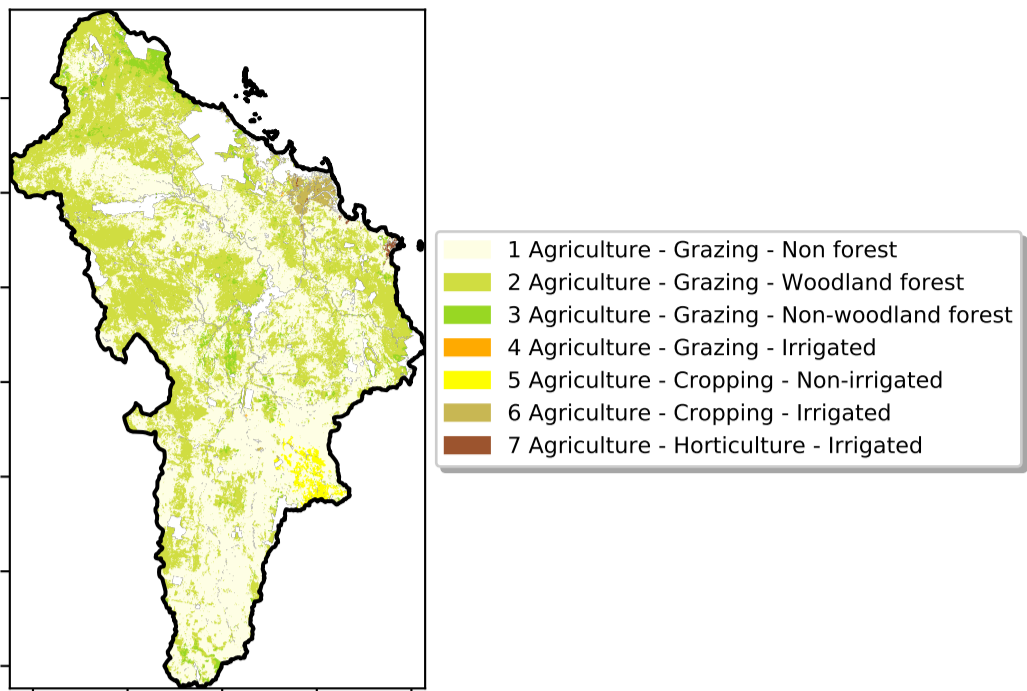 1 Agriculture - Grazing - Non forest
2 Agriculture - Grazing - Woodland forest
3 Agriculture - Grazing - Non-woodland forest
4 Agriculture - Grazing - Irrigated
5 Agriculture - Cropping - Non-irrigated
6 Agriculture - Cropping - Irrigated
7 Agriculture - Horticulture - Irrigated